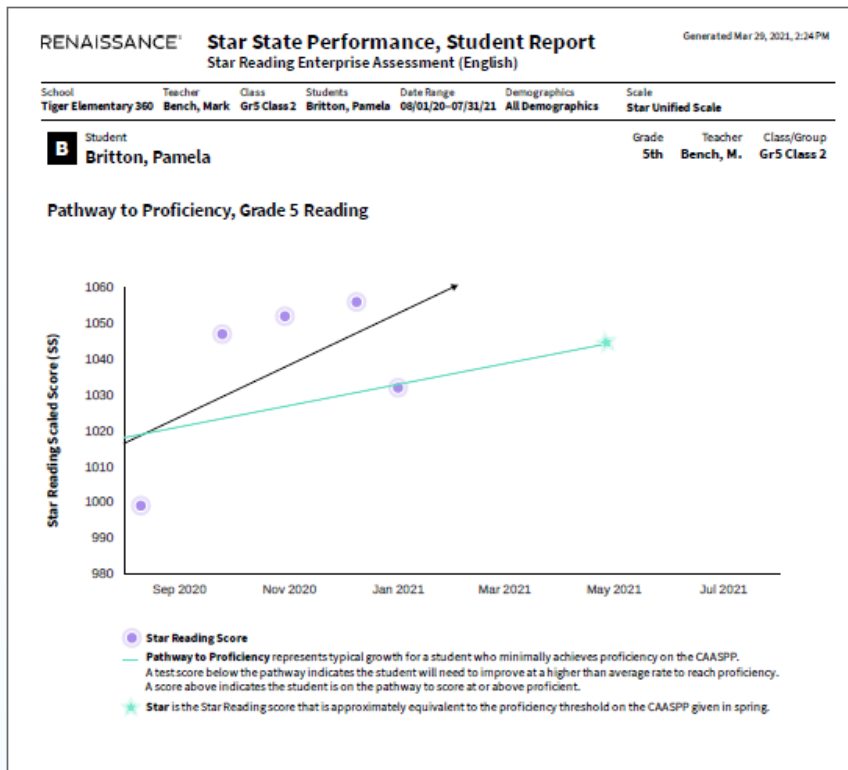 RENAISSANCE®
Star State Performance, Student Report
Generated Mar 29, 2021, 2:24 PM
Star Reading Enterprise Assessment (English)
School Teacher Class Students Date Range Demographics Scale
Tiger Elementary 360 Bench, Mark Gr5 Class 2 Britton, Pamela 08/01/20–07/31/21 All Demographics Star Unified Scale
B
Student
Britton, Pamela
Grade Teacher Class/Group
5th Bench, M. Gr5 Class 2
Pathway to Proficiency, Grade 5 Reading
Star Reading Scaled Score (SS)
1060
1050
1040
1030
1020
1010
1000
990
980
Sep 2020 Nov 2020 Jan 2021 Mar 2021 May 2021 Jul 2021
Star Reading Score
Pathway to Proficiency represents typical growth for a student who minimally achieves proficiency on the CAASPP.
A test score below the pathway indicates the student will need to improve at a higher than average rate to reach proficiency.
A score above indicates the student is on the pathway to score at or above proficient.
Star is the Star Reading score that is approximately equivalent to the proficiency threshold on the CAASPP given in spring.